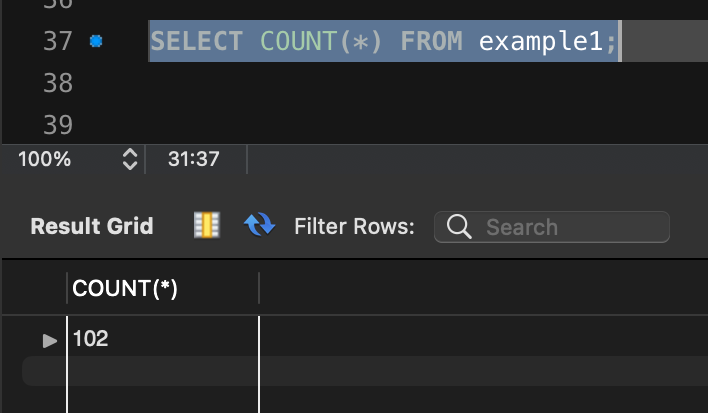 36
37 SELECT COUNT(*) FROM example1;
38
39
100% 31:37
Result Grid Filter Rows: Search
COUNT(*)
102